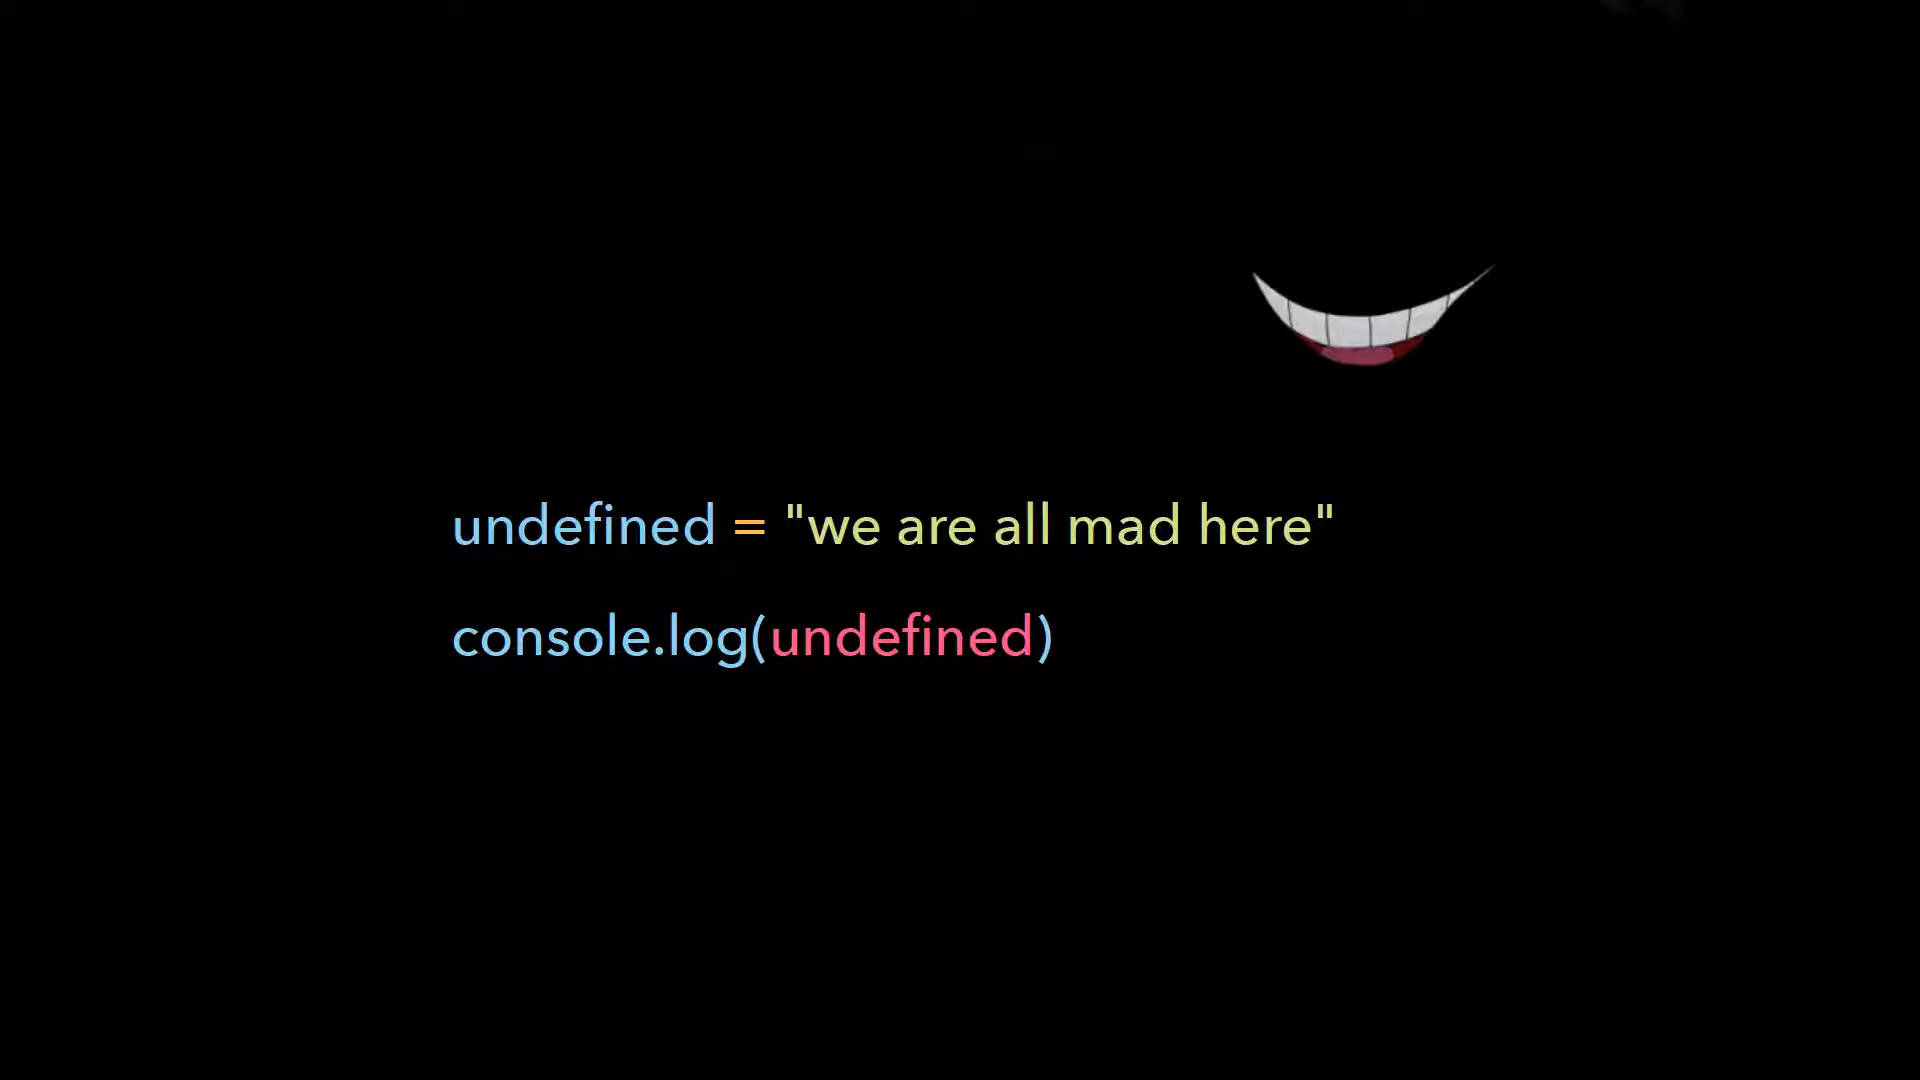 undefined = "we are all mad here"
console.log(undefined)